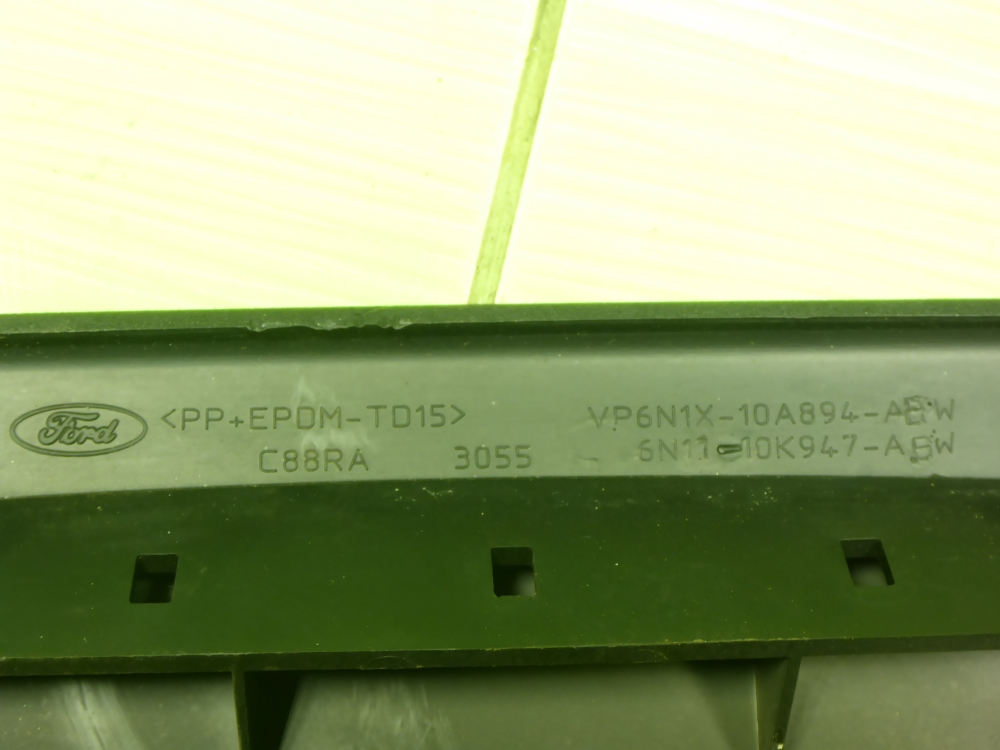 Ford <PP+EPDM-TD15> VP6N1X-10A894-ABW
C88RA 3055 6N11-10K947-ABW